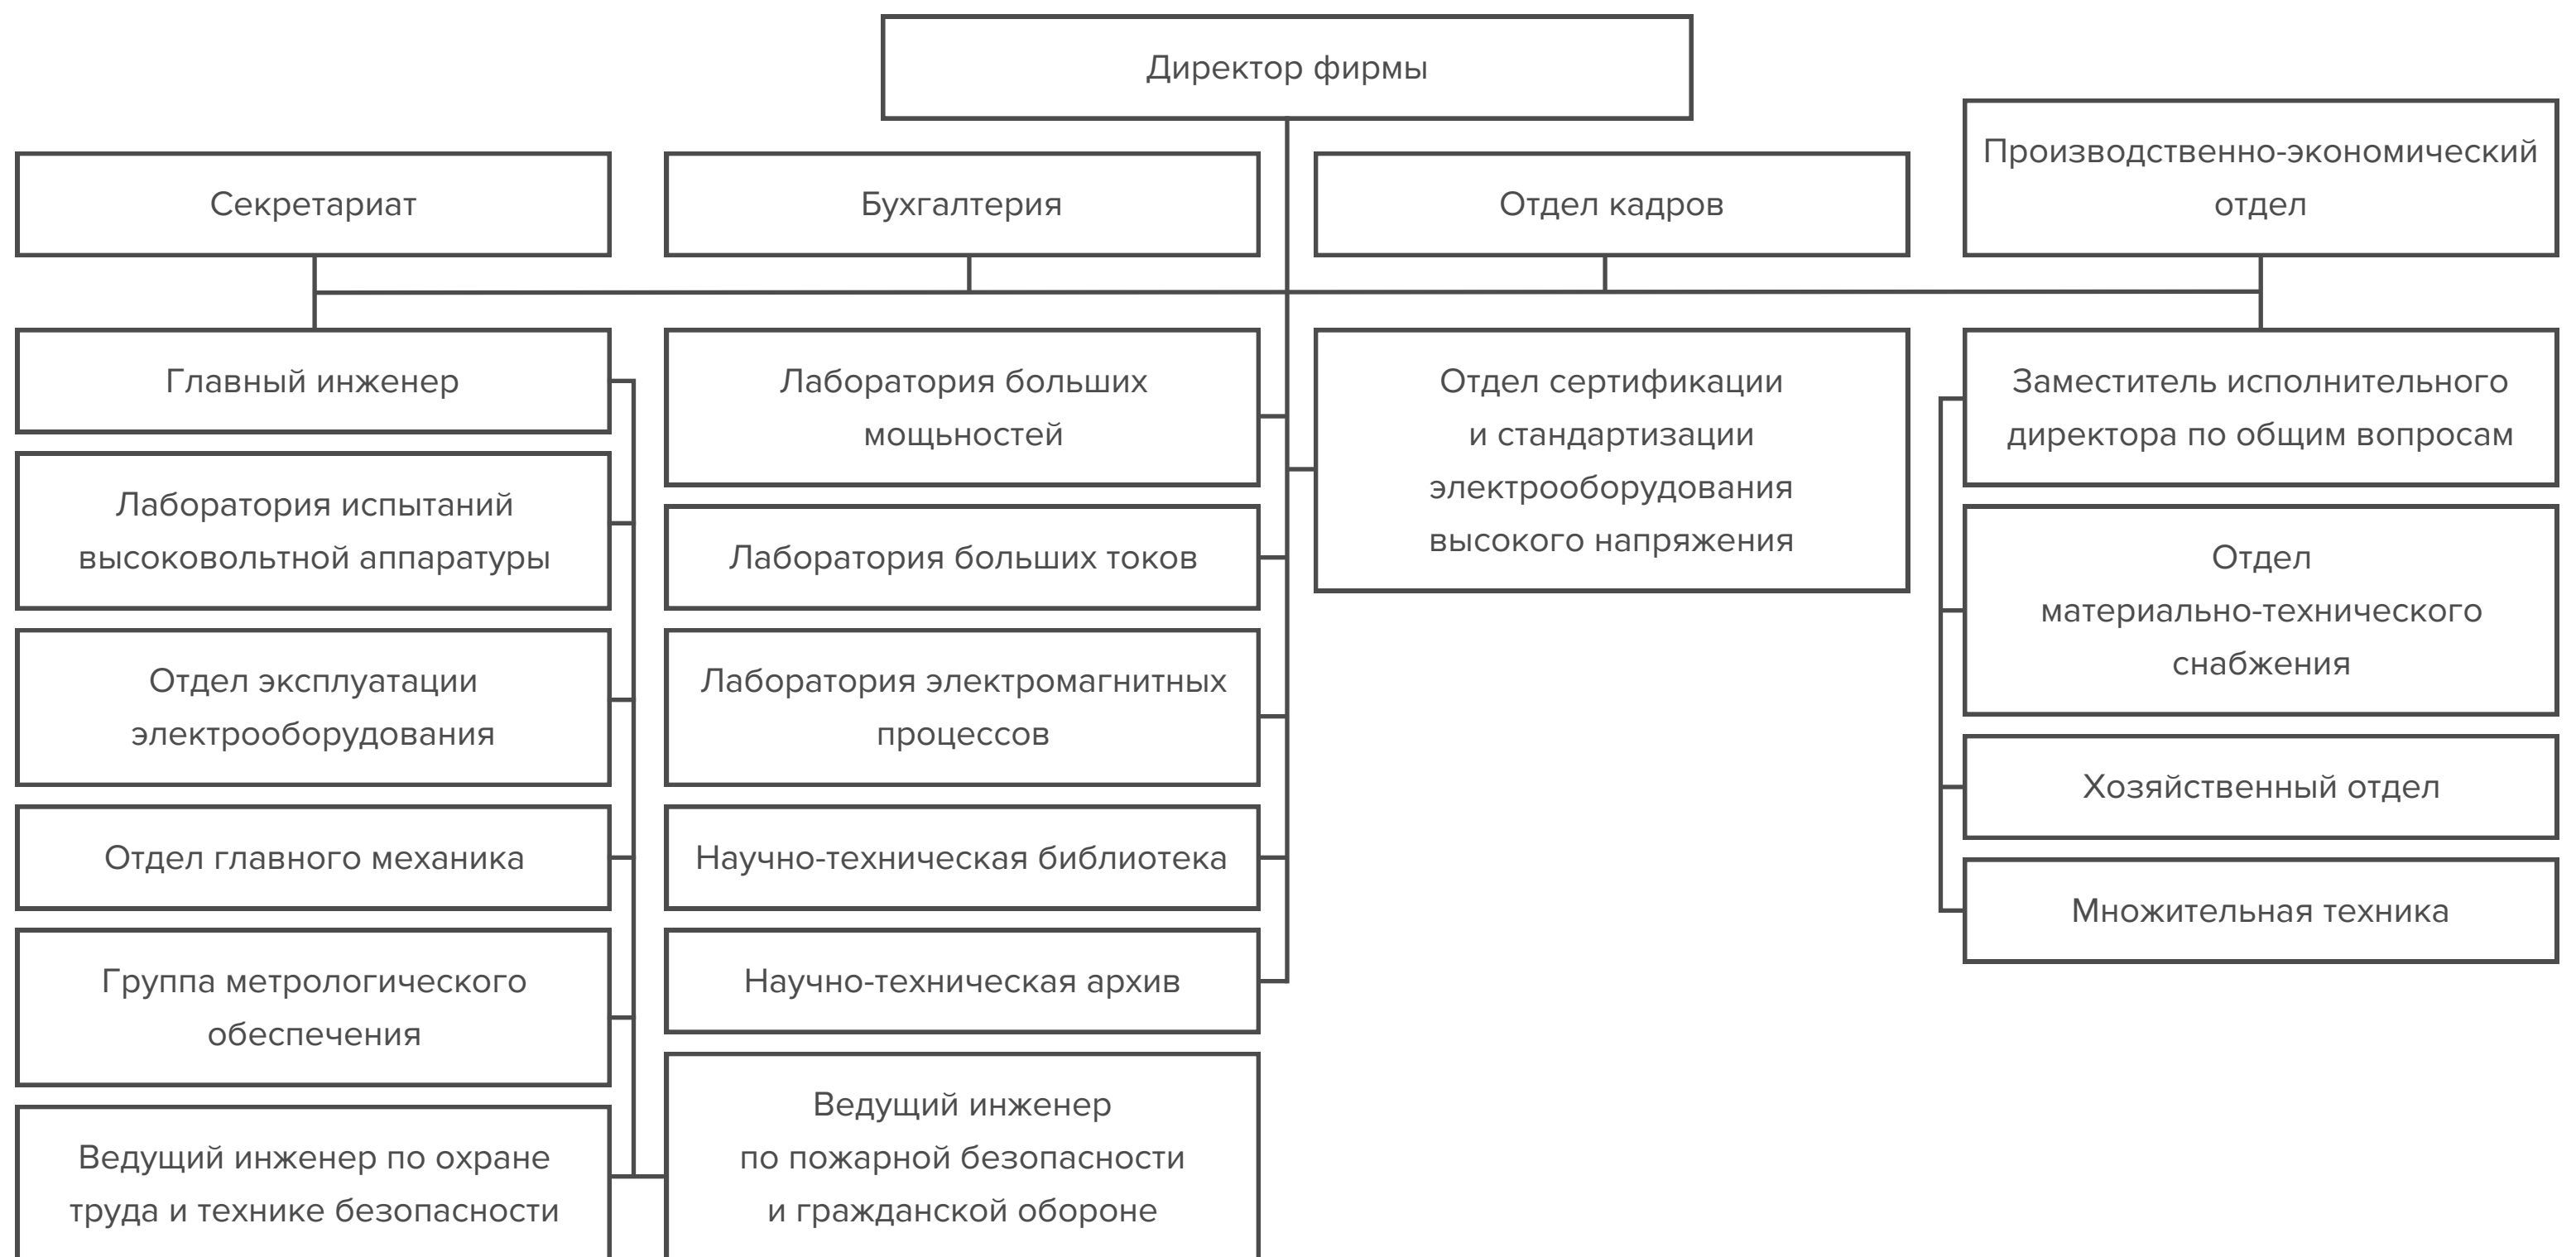 Директор фирмы
Секретариат
Бухгалтерия
Отдел кадров
Производственно-экономический
отдел
Главный инженер
Лаборатория испытаний
высоковольтной аппаратуры
Отдел эксплуатации
электрооборудования
Отдел главного механика
Группа метрологического
обеспечения
Ведущий инженер по охране
труда и технике безопасности
Лаборатория больших
мощьностей
Лаборатория больших токов
Лаборатория электромагнитных
процессов
Научно-техническая библиотека
Научно-техническая архив
Ведущий инженер
по пожарной безопасности
и гражданской обороне
Отдел сертификации
и стандартизации
электрооборудования
высокого напряжения
Заместитель исполнительного
директора по общим вопросам
Отдел
материально-технического
снабжения
Хозяйственный отдел
Множительная техника